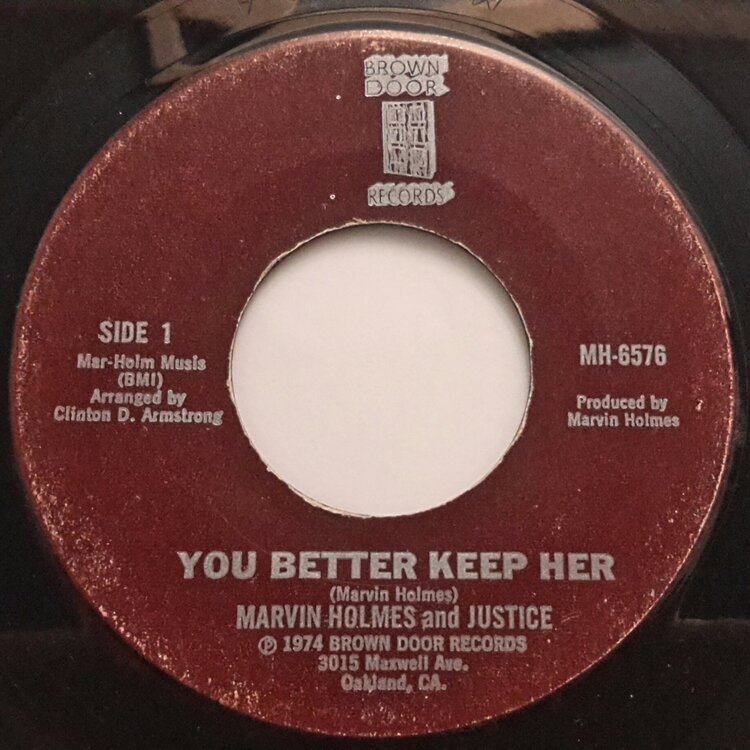 BROWN
DOOR
RECORDS
SIDE 1
Mar-Holm Musis
(BMI)
Arranged by
Clinton D. Armstrong
MH-6576
Produced by
Marvin Holmes
YOU BETTER KEEP HER
(Marvin Holmes)
MARVIN HOLMES and JUSTICE
℗ 1974 BROWN DOOR RECORDS
3015 Maxwell Ave.
Oakland, CA.